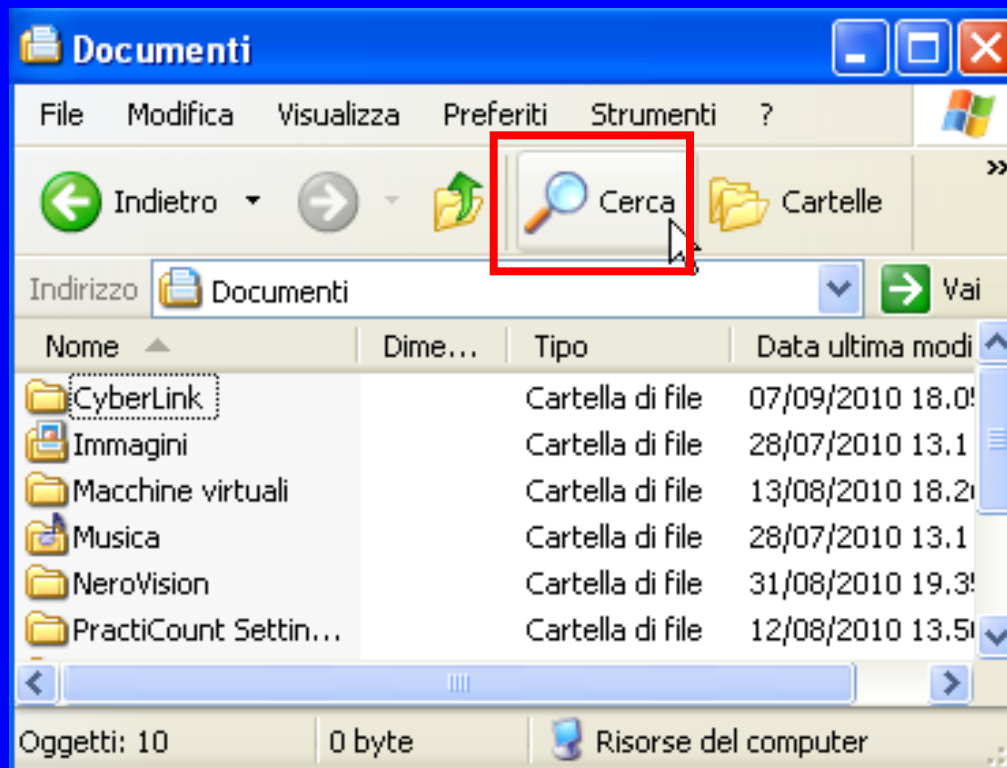 Documenti
File Modifica Visualizza Preferiti Strumenti ?
Indietro Cerca Cartelle »
Indirizzo Documenti Vai
Nome Dime... Tipo Data ultima modi
CyberLink Cartella di file 07/09/2010 18.0
Immagini Cartella di file 28/07/2010 13.1
Macchine virtuali Cartella di file 13/08/2010 18.2
Musica Cartella di file 28/07/2010 13.1
NeroVision Cartella di file 31/08/2010 19.3
PractiCount Settin... Cartella di file 12/08/2010 13.5
Oggetti: 10 0 byte Risorse del computer